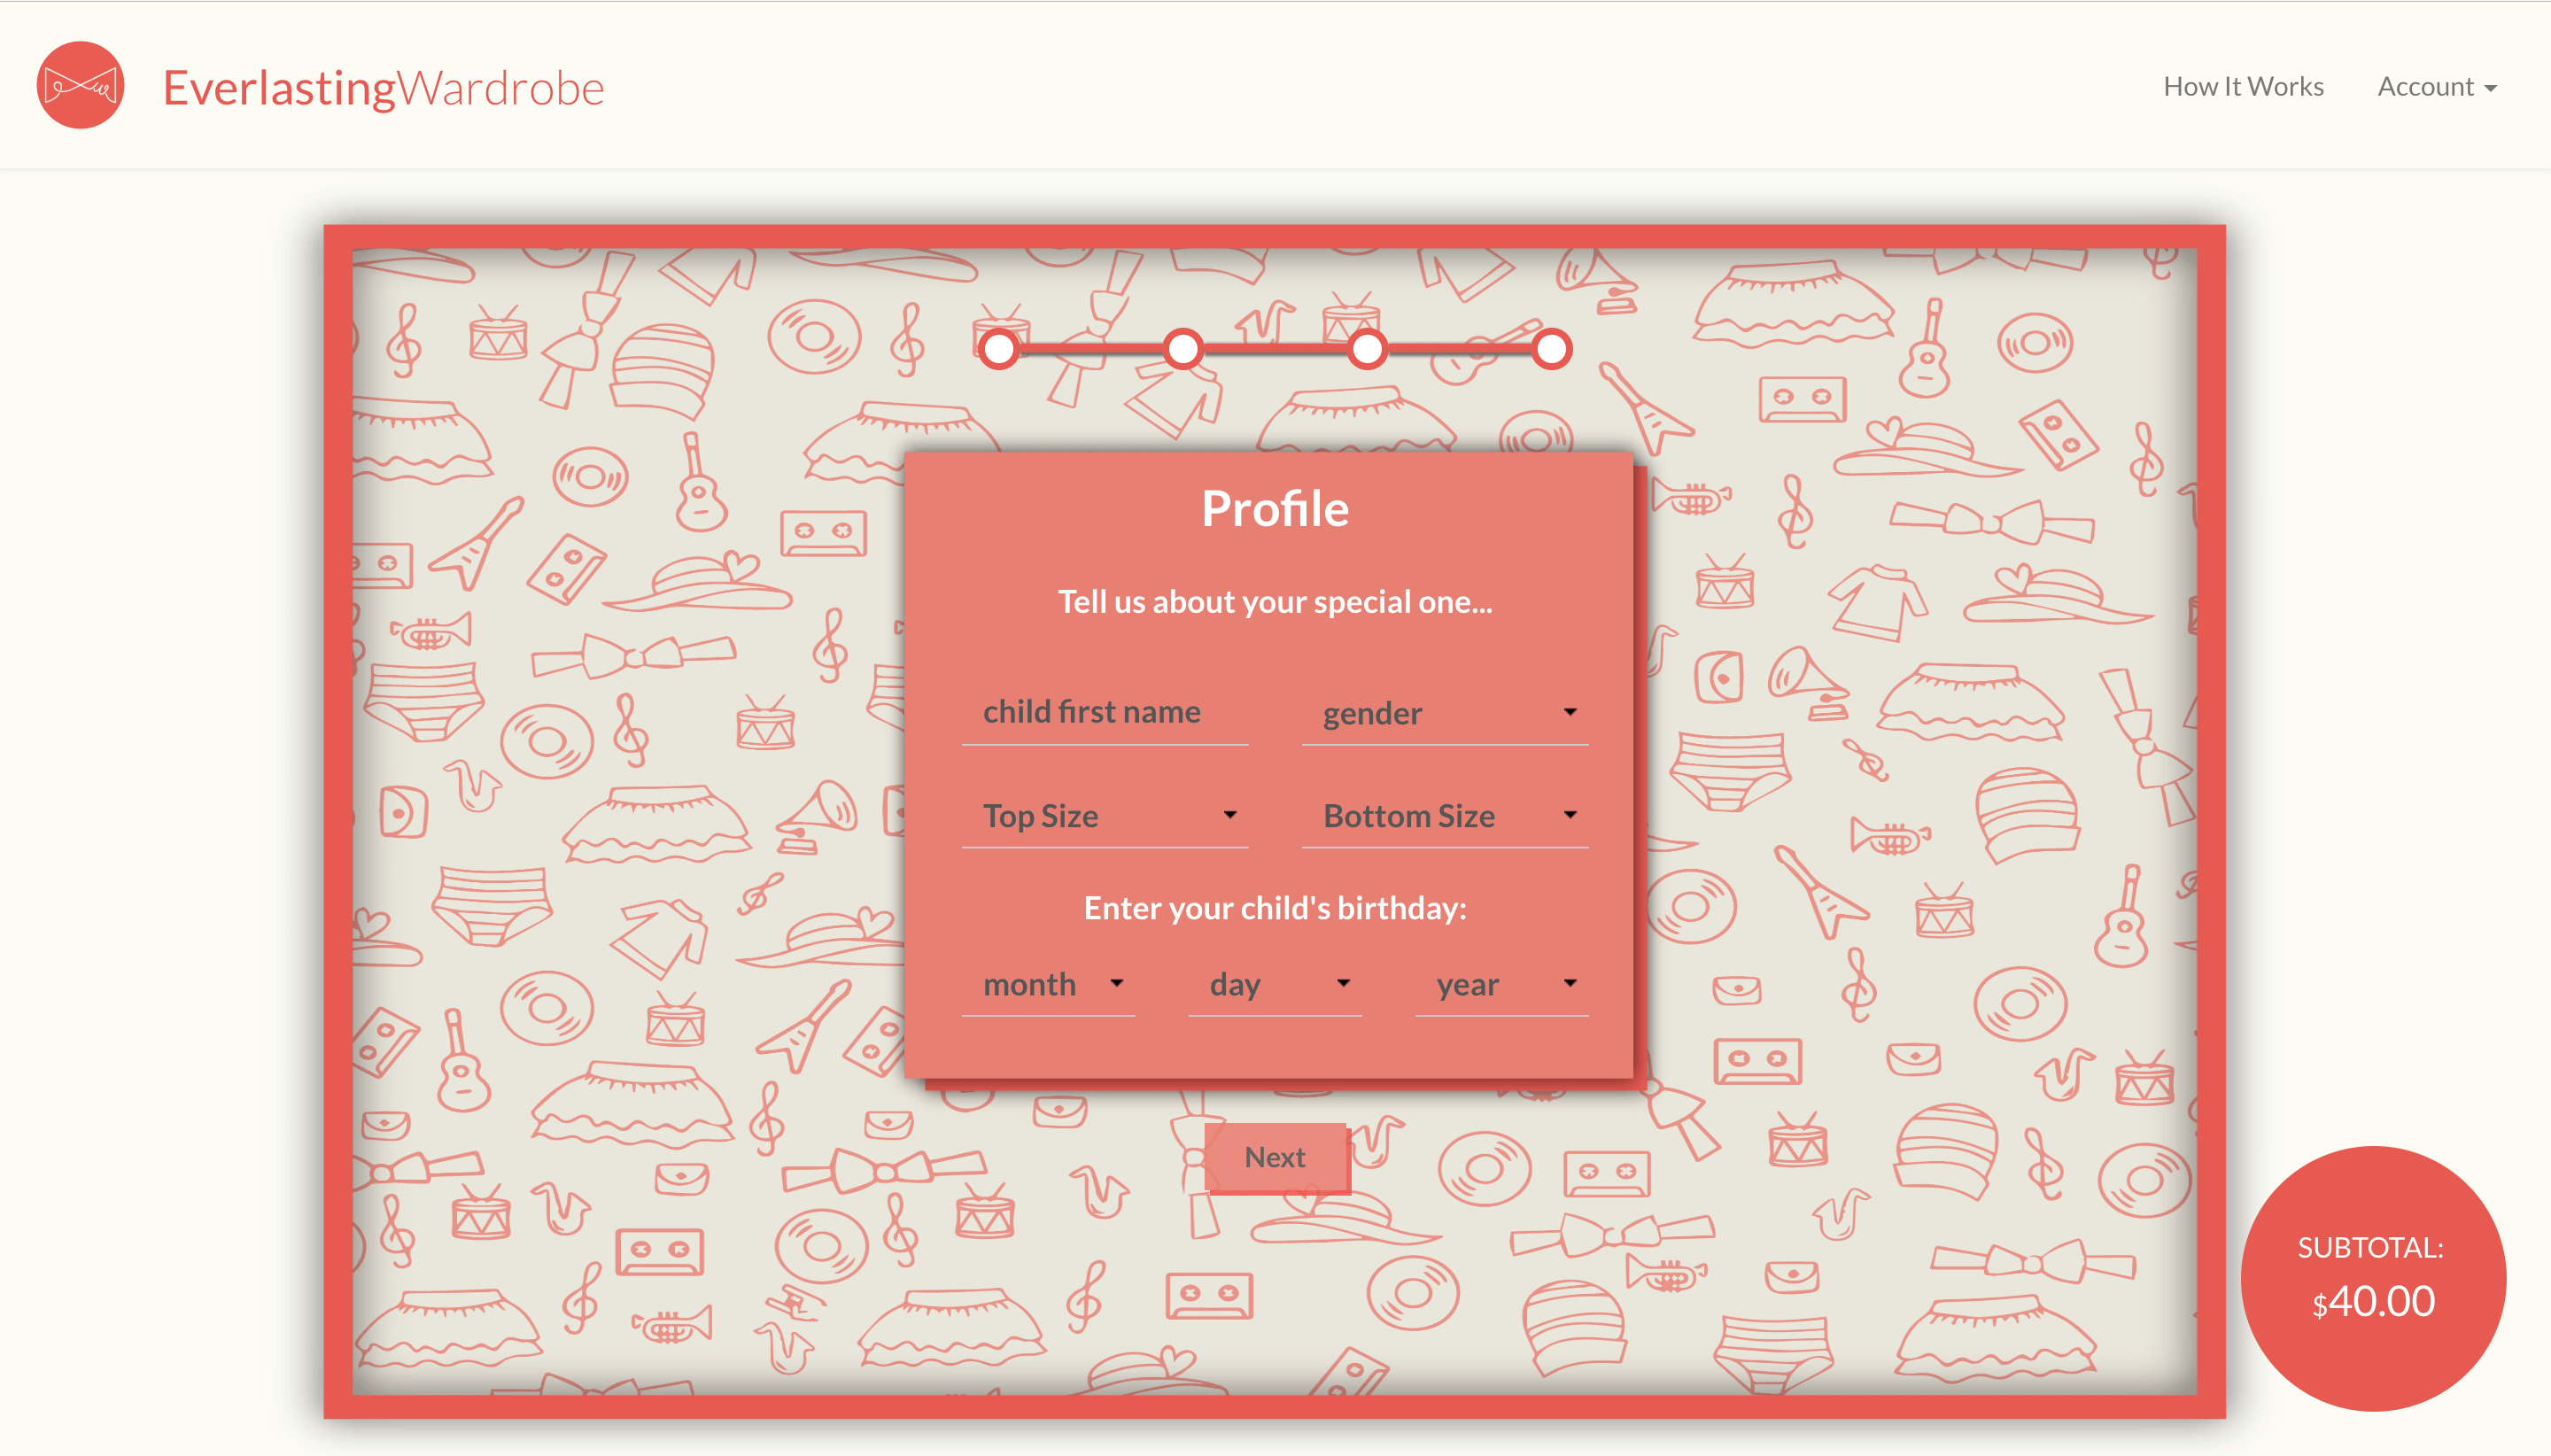 EverlastingWardrobe
How It Works
Account
Profile
Tell us about your special one...
child first name
gender
Top Size
Bottom Size
Enter your child's birthday:
month
day
year
Next
SUBTOTAL:
$40.00